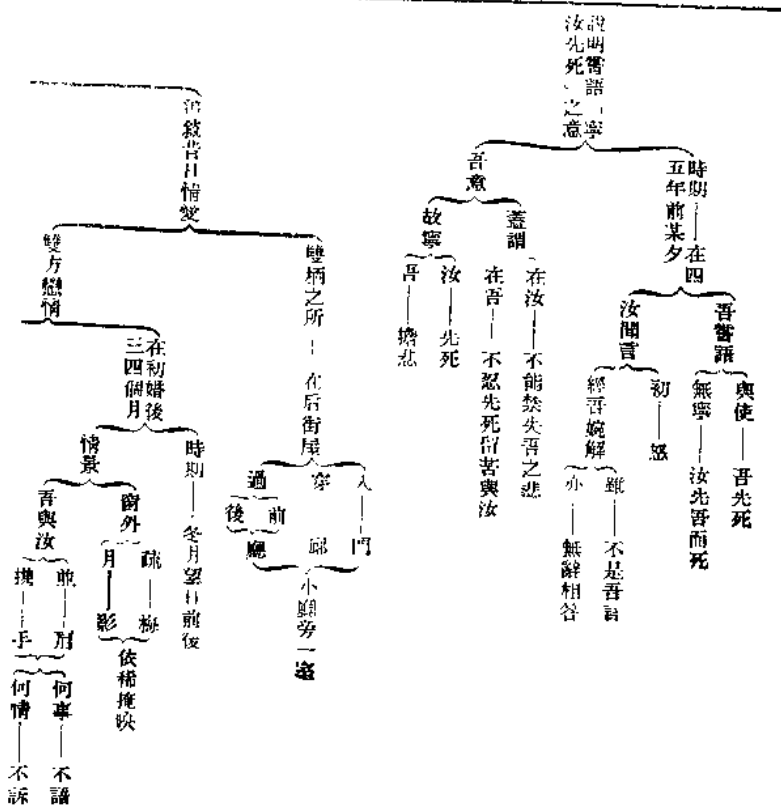 說明嘗語「寧
汝先死」之意
時期——在四
五年前某夕
吾嘗語
與使——吾先死
無寧——汝先吾而死
汝聞言
初——怒
經吾婉解
雖——不是吾言
亦——無辭相答
吾意
蓋謂
在汝——不能禁失吾之悲
在吾——不忍先死留苦與汝
故寧
汝——先死
吾——擔悲
敘昔日情愛
雙栖之所——在后街屋
入——門
穿 廊
過 前後 廳
小廳旁一室
雙方戀情
在初婚後
三四個月
時期——冬月望日前後
情景
窗外
疏——梅
月——影
依稀掩映
吾與汝
並——肩
攜——手
何事——不語
何情——不訴